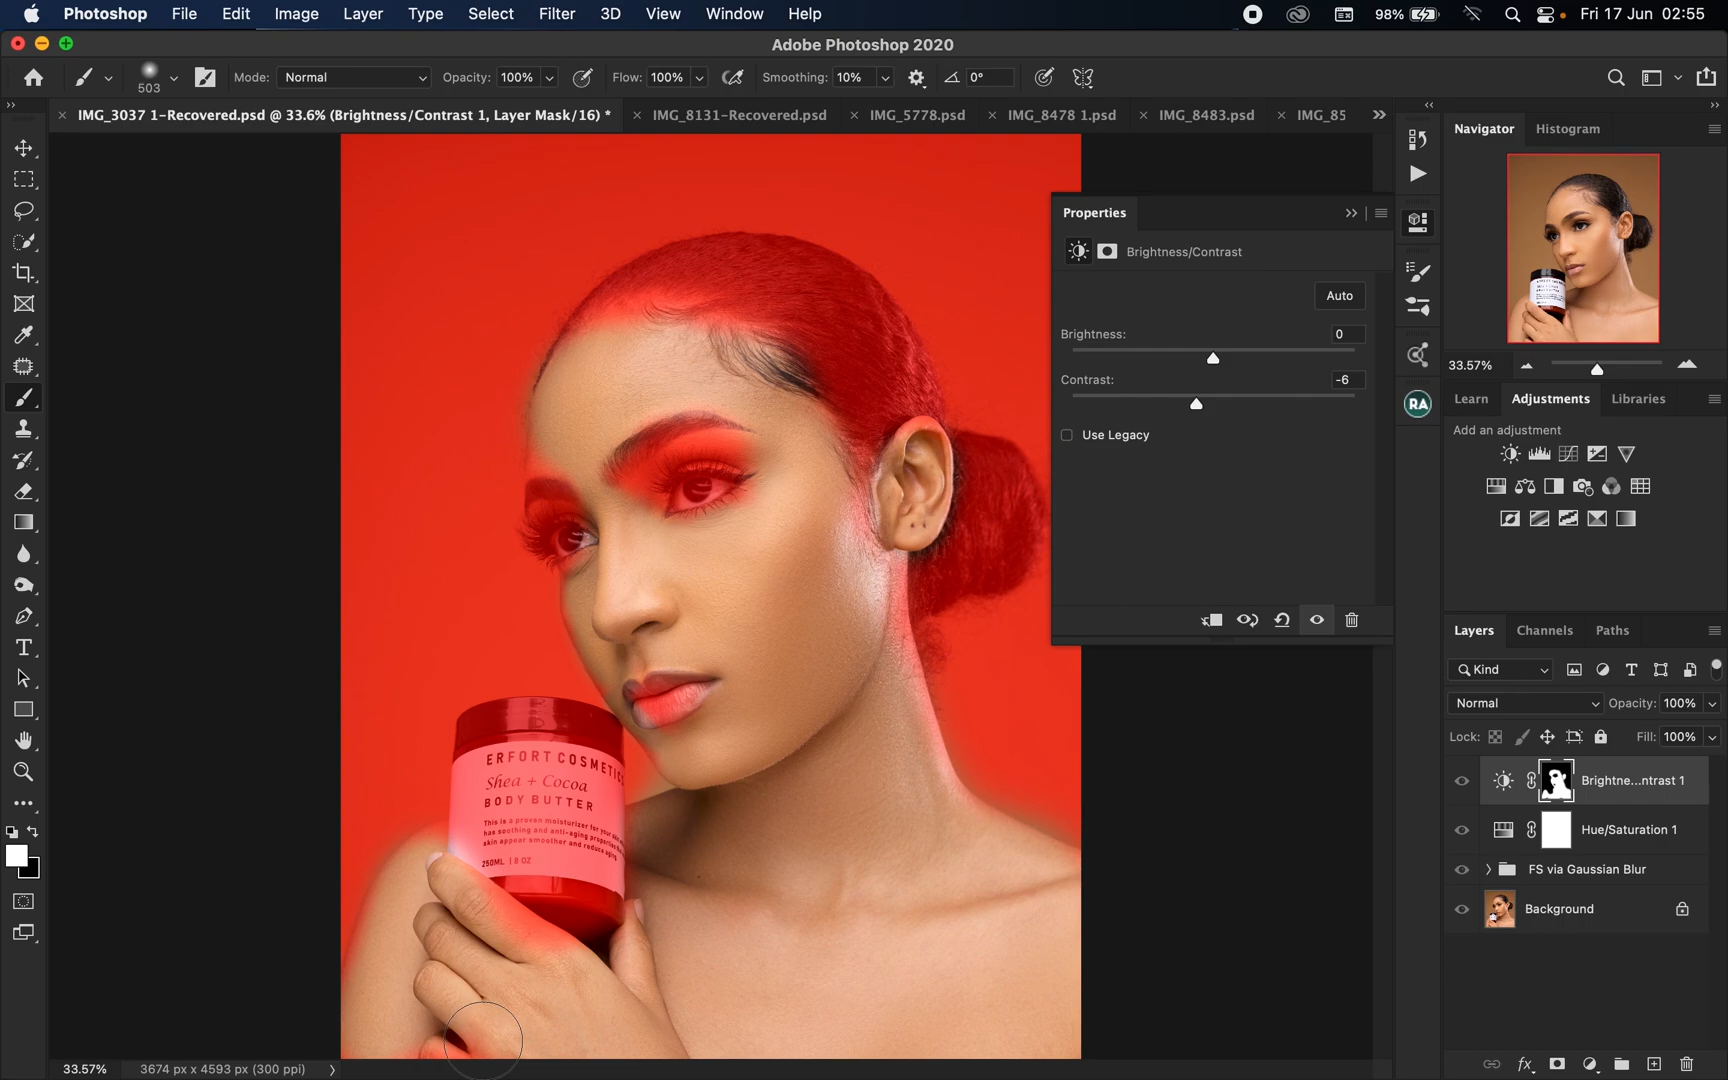 Photoshop File Edit Image Layer Type Select Filter 3D View Window Help 98% Fri 17 Jun 02:55
Adobe Photoshop 2020
503 Mode: Normal Opacity: 100% Flow: 100% Smoothing: 10% 0°
IMG_3037 1-Recovered.psd @ 33.6% (Brightness/Contrast 1, Layer Mask/16) * IMG_8131-Recovered.psd IMG_5778.psd IMG_8478 1.psd IMG_8483.psd IMG_85
Navigator Histogram
Properties
Brightness/Contrast
Auto
Brightness: 0
Contrast: -6
Use Legacy
33.57%
RA
Learn Adjustments Libraries
Add an adjustment
Layers Channels Paths
Kind
Normal Opacity: 100%
Lock: Fill: 100%
Brightne...ntrast 1
Hue/Saturation 1
FS via Gaussian Blur
Background
ERFORT COSMETICS
Shea + Cocoa
BODY BUTTER
This is a proven moisturizer for your
has soothing and anti-aging properties
skin appear smoother and reduce aging
250ML | 8 OZ
33.57% 3674 px x 4593 px (300 ppi)